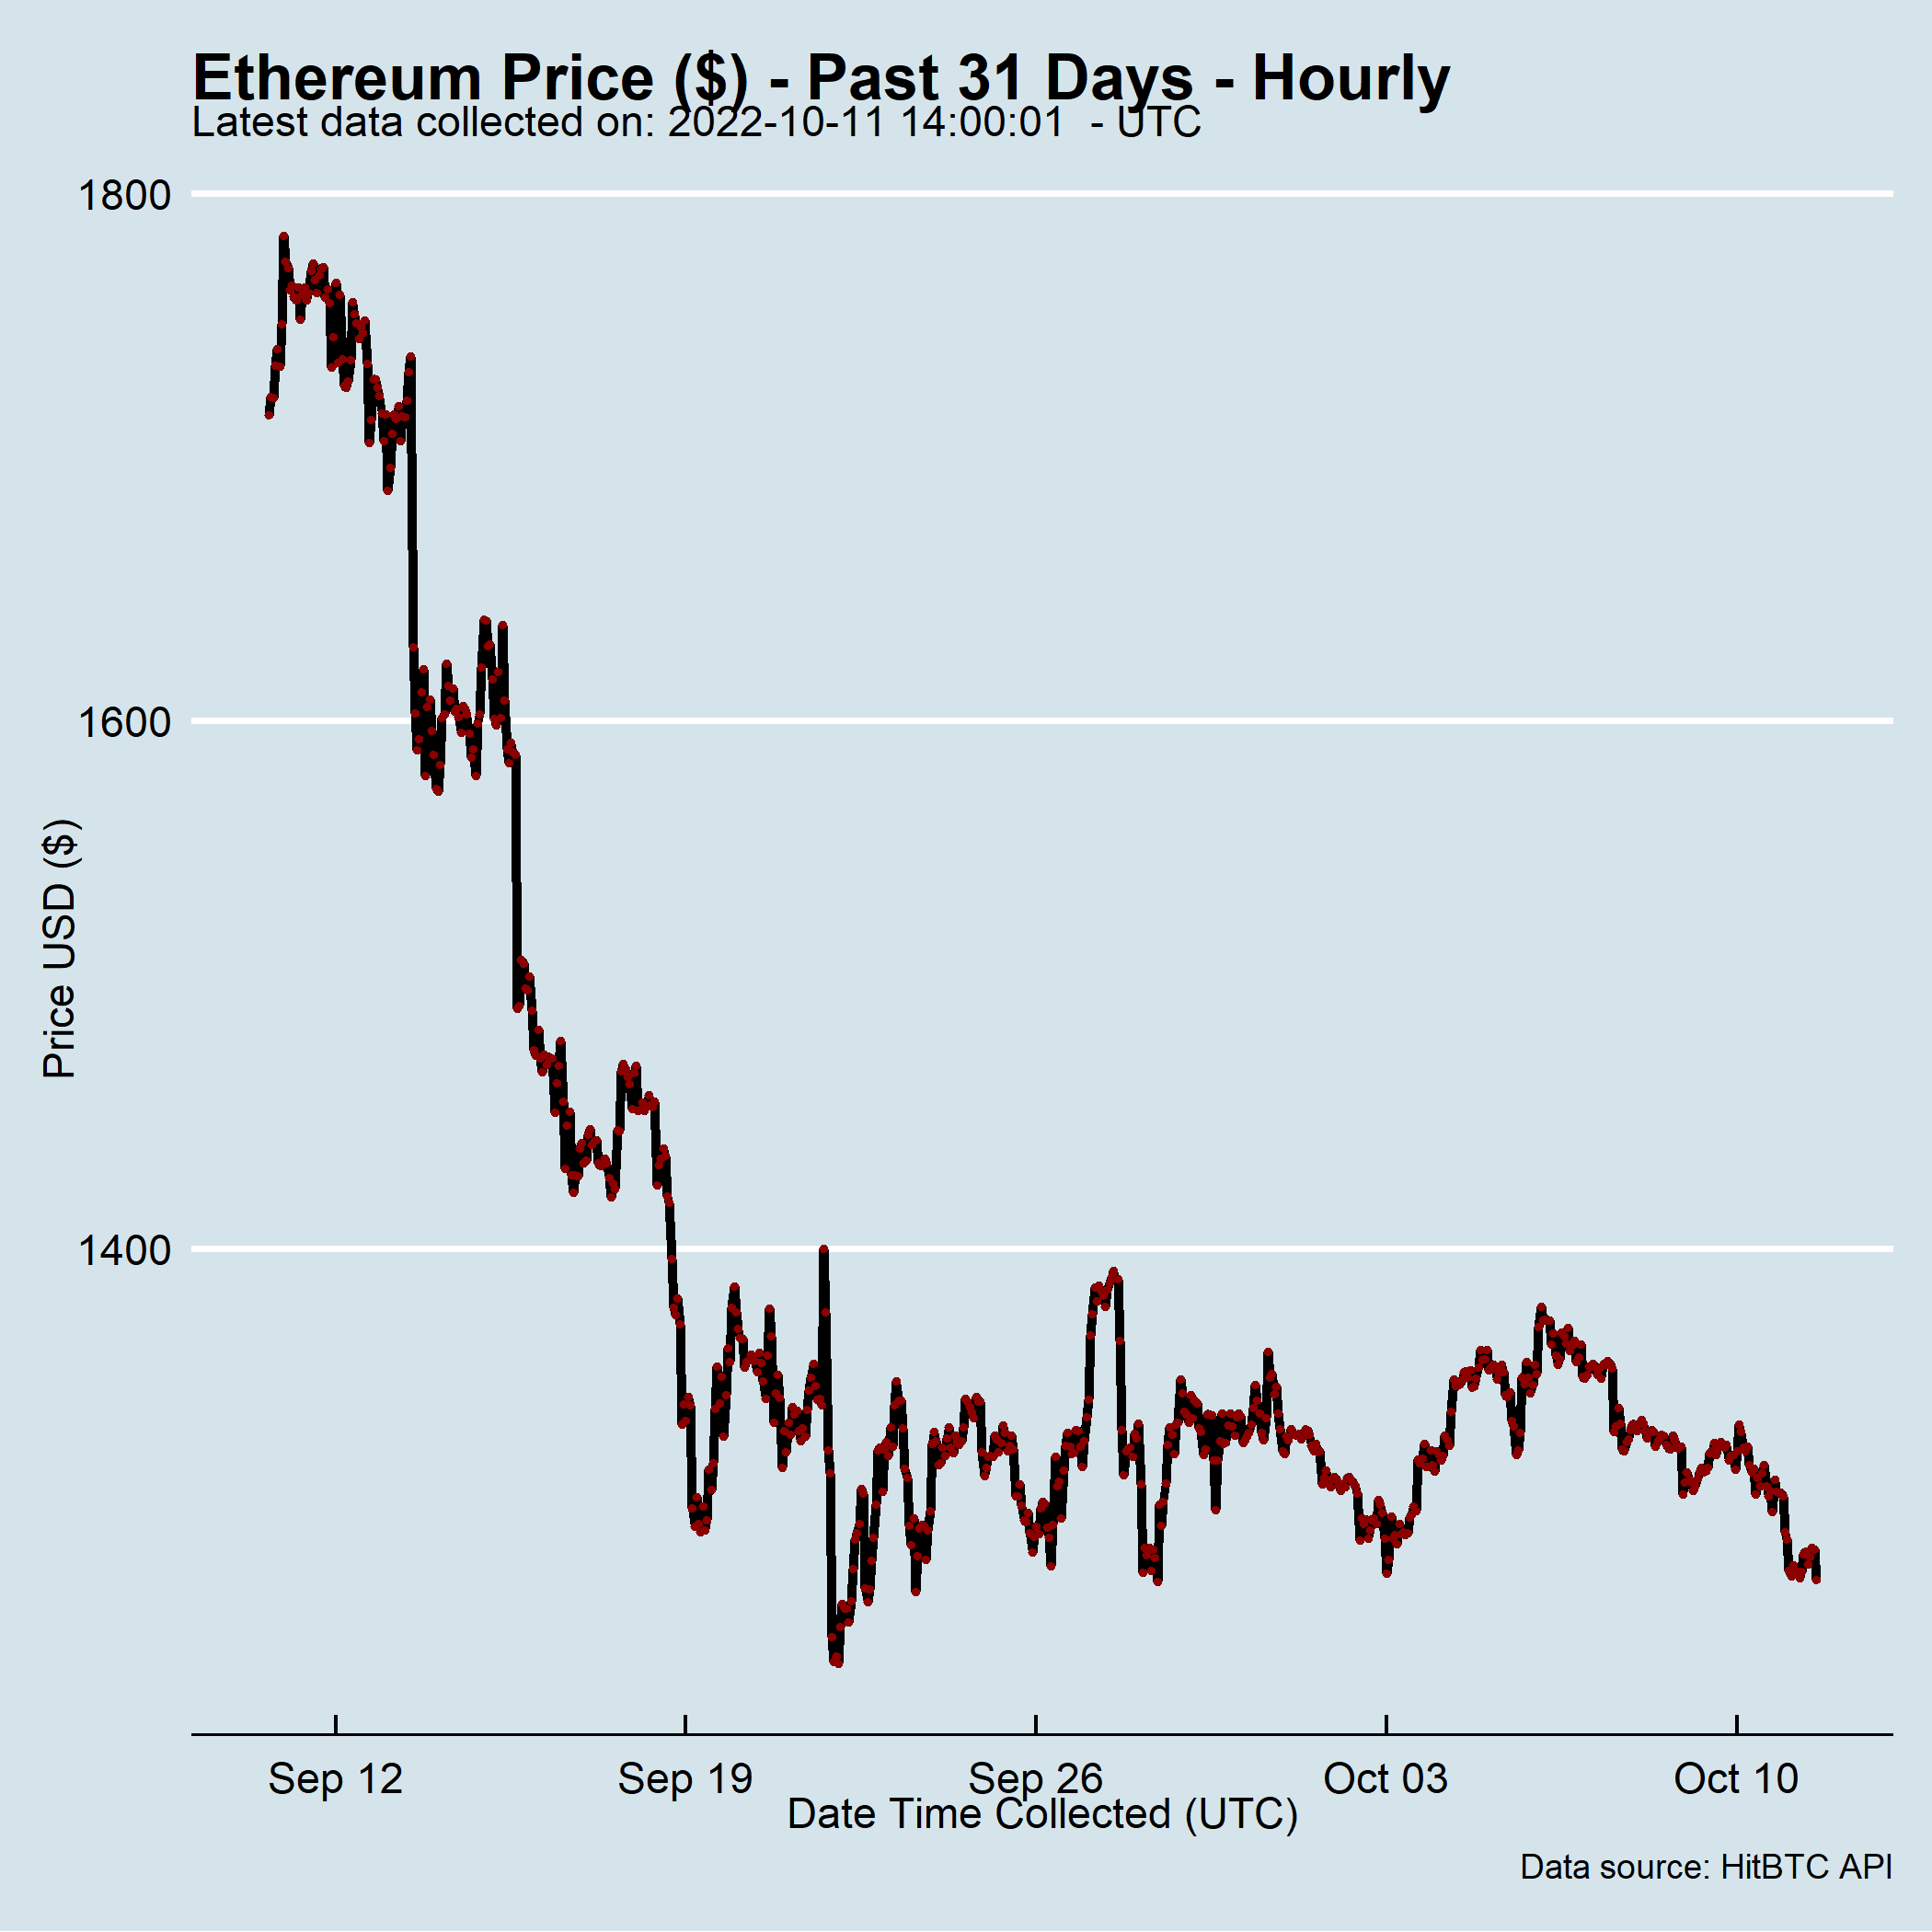 Ethereum Price ($) - Past 31 Days - Hourly
Latest data collected on: 2022-10-11 14:00:01  - UTC
1800
1600
1400
Price USD ($)
Sep 12
Sep 19
Sep 26
Oct 03
Oct 10
Date Time Collected (UTC)
Data source: HitBTC API